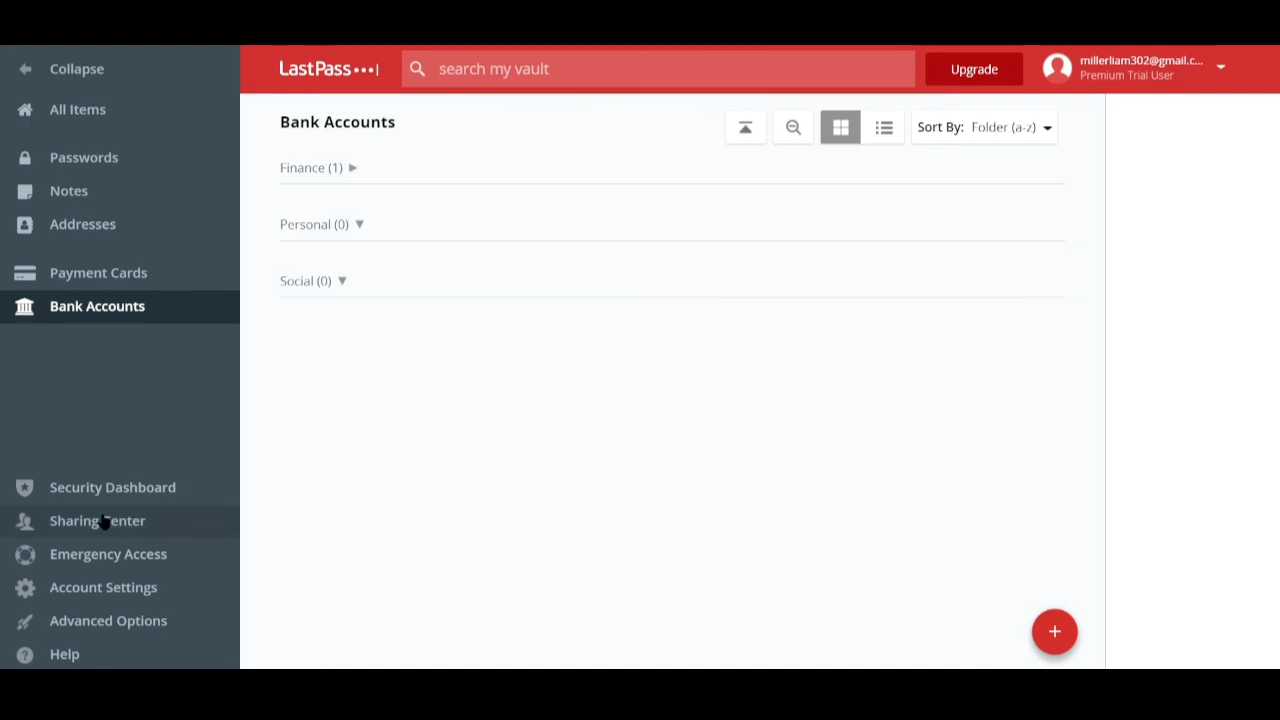 Collapse
All Items
Passwords
Notes
Addresses
Payment Cards
Bank Accounts
Security Dashboard
Sharing Center
Emergency Access
Account Settings
Advanced Options
Help
LastPass
search my vault
Upgrade
millerliam302@gmail.c...
Premium Trial User
Bank Accounts
Sort By: Folder (a-z)
Finance (1)
Personal (0)
Social (0)